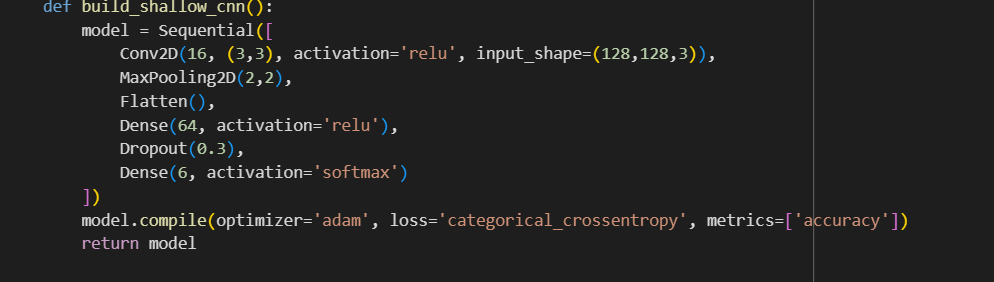 def build_shallow_cnn():
    model = Sequential([
        Conv2D(16, (3,3), activation='relu', input_shape=(128,128,3)),
        MaxPooling2D(2,2),
        Flatten(),
        Dense(64, activation='relu'),
        Dropout(0.3),
        Dense(6, activation='softmax')
    ])
    model.compile(optimizer='adam', loss='categorical_crossentropy', metrics=['accuracy'])
    return model